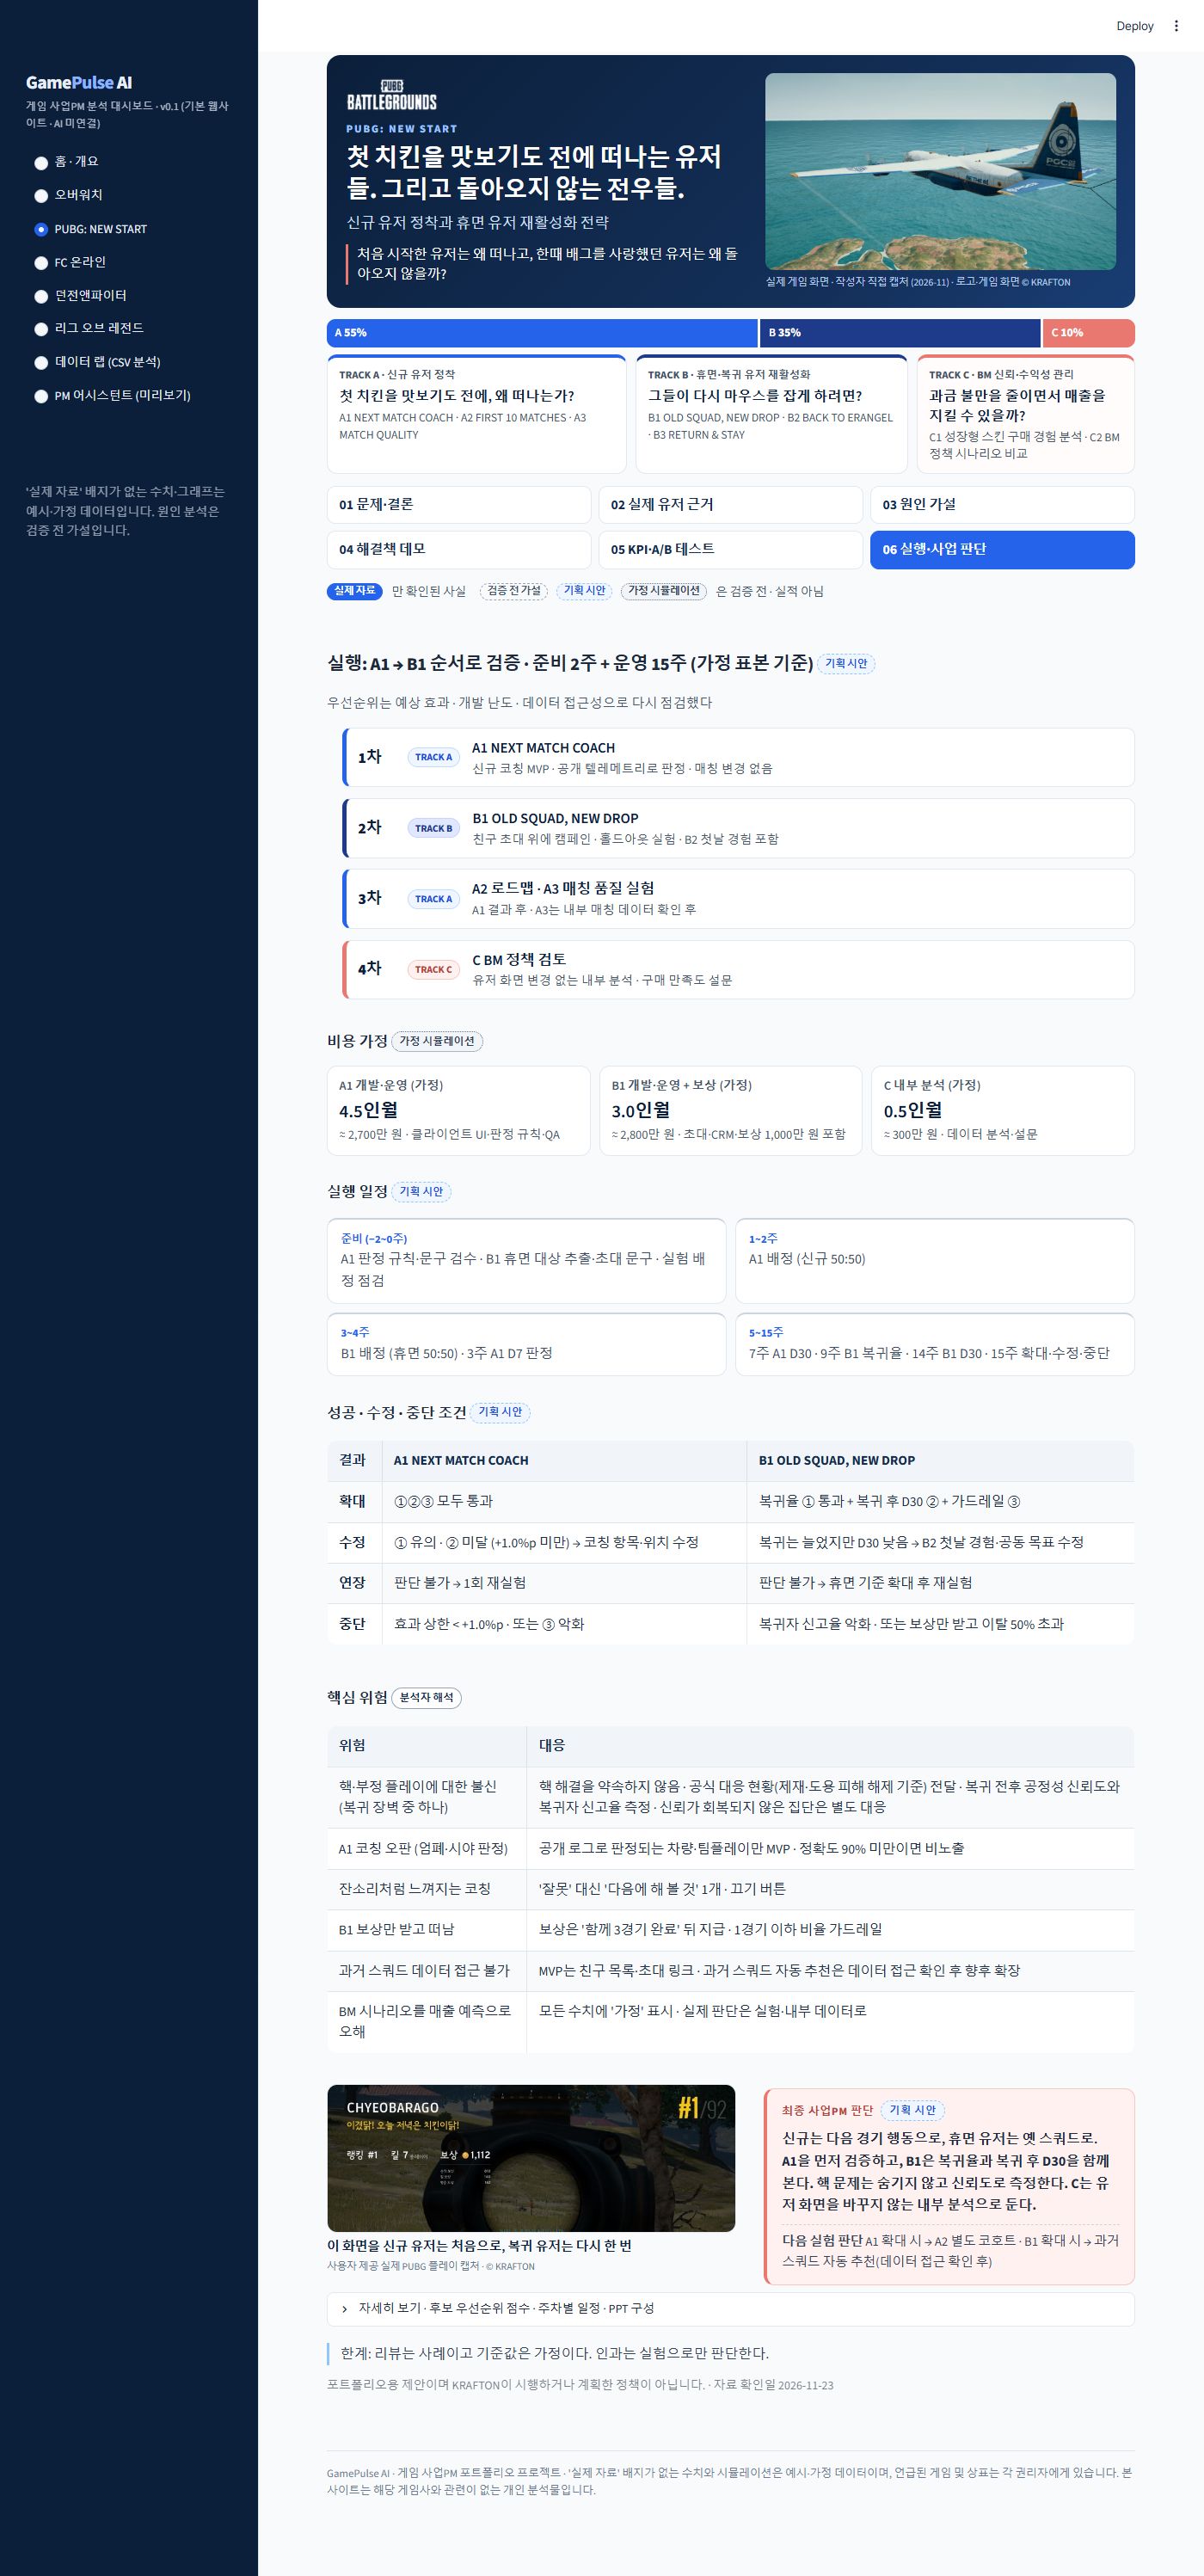 Deploy
GamePulse AI
게임 사업PM 분석 대시보드 · v0.1 (기본 웹사
이트 · AI 미연결)
홈 · 개요
오버워치
PUBG: NEW START
FC 온라인
던전앤파이터
리그 오브 레전드
데이터 랩 (CSV 분석)
PM 어시스턴트 (미리보기)
'실제 자료' 배지가 없는 수치·그래프는
예시·가정 데이터입니다. 원인 분석은
검증 전 가설입니다.
PUBG
BATTLEGROUNDS
PUBG: NEW START
첫 치킨을 맛보기도 전에 떠나는 유저
들. 그리고 돌아오지 않는 전우들.
신규 유저 정착과 휴면 유저 재활성화 전략
처음 시작한 유저는 왜 떠나고, 한때 배그를 사랑했던 유저는 왜 돌
아오지 않을까?
PGC
실제 게임 화면 · 작성자 직접 캡처 (2026-11) · 로고·게임 화면 © KRAFTON
A 55%
B 35%
C 10%
TRACK A · 신규 유저 정착
첫 치킨을 맛보기도 전에, 왜 떠나는가?
A1 NEXT MATCH COACH · A2 FIRST 10 MATCHES · A3
MATCH QUALITY
TRACK B · 휴면·복귀 유저 재활성화
그들이 다시 마우스를 잡게 하려면?
B1 OLD SQUAD, NEW DROP · B2 BACK TO ERANGEL
· B3 RETURN & STAY
TRACK C · BM 신뢰·수익성 관리
과금 불만을 줄이면서 매출을
지킬 수 있을까?
C1 성장형 스킨 구매 경험 분석 · C2 BM
정책 시나리오 비교
01 문제·결론
02 실제 유저 근거
03 원인 가설
04 해결책 데모
05 KPI·A/B 테스트
06 실행·사업 판단
실제 자료 만 확인된 사실 검증 전 가설 기획 시안 가정 시뮬레이션 은 검증 전 · 실적 아님
실행: A1 → B1 순서로 검증 · 준비 2주 + 운영 15주 (가정 표본 기준) 기획 시안
우선순위는 예상 효과 · 개발 난도 · 데이터 접근성으로 다시 점검했다
1차
TRACK A
A1 NEXT MATCH COACH
신규 코칭 MVP · 공개 텔레메트리로 판정 · 매칭 변경 없음
2차
TRACK B
B1 OLD SQUAD, NEW DROP
친구 초대 위에 캠페인 · 홀드아웃 실험 · B2 첫날 경험 포함
3차
TRACK A
A2 로드맵 · A3 매칭 품질 실험
A1 결과 후 · A3는 내부 매칭 데이터 확인 후
4차
TRACK C
C BM 정책 검토
유저 화면 변경 없는 내부 분석 · 구매 만족도 설문
비용 가정 가정 시뮬레이션
A1 개발·운영 (가정)
4.5인월
≈ 2,700만 원 · 클라이언트 UI·판정 규칙·QA
B1 개발·운영 + 보상 (가정)
3.0인월
≈ 2,800만 원 · 초대·CRM·보상 1,000만 원 포함
C 내부 분석 (가정)
0.5인월
≈ 300만 원 · 데이터 분석·설문
실행 일정 기획 시안
준비 (−2~0주)
A1 판정 규칙·문구 검수 · B1 휴면 대상 추출·초대 문구 · 실험 배
정 점검
1~2주
A1 배정 (신규 50:50)
3~4주
B1 배정 (휴면 50:50) · 3주 A1 D7 판정
5~15주
7주 A1 D30 · 9주 B1 복귀율 · 14주 B1 D30 · 15주 확대·수정·중단
성공 · 수정 · 중단 조건 기획 시안
결과
A1 NEXT MATCH COACH
B1 OLD SQUAD, NEW DROP
확대
①②③ 모두 통과
복귀율 ① 통과 + 복귀 후 D30 ② + 가드레일 ③
수정
① 유의 · ② 미달 (+1.0%p 미만) → 코칭 항목·위치 수정
복귀는 늘었지만 D30 낮음 → B2 첫날 경험·공동 목표 수정
연장
판단 불가 → 1회 재실험
판단 불가 → 휴면 기준 확대 후 재실험
중단
효과 상한 < +1.0%p · 또는 ③ 악화
복귀자 신고율 악화 · 또는 보상만 받고 이탈 50% 초과
핵심 위험 분석자 해석
위험
대응
핵·부정 플레이에 대한 불신
(복귀 장벽 중 하나)
핵 해결을 약속하지 않음 · 공식 대응 현황(제재·도용 피해 해제 기준) 전달 · 복귀 전후 공정성 신뢰도와
복귀자 신고율 측정 · 신뢰가 회복되지 않은 집단은 별도 대응
A1 코칭 오판 (엄폐·시야 판정)
공개 로그로 판정되는 차량·팀플레이만 MVP · 정확도 90% 미만이면 비노출
잔소리처럼 느껴지는 코칭
'잘못' 대신 '다음에 해 볼 것' 1개 · 끄기 버튼
B1 보상만 받고 떠남
보상은 '함께 3경기 완료' 뒤 지급 · 1경기 이하 비율 가드레일
과거 스쿼드 데이터 접근 불가
MVP는 친구 목록·초대 링크 · 과거 스쿼드 자동 추천은 데이터 접근 확인 후 향후 확장
BM 시나리오를 매출 예측으로
오해
모든 수치에 '가정' 표시 · 실제 판단은 실험·내부 데이터로
CHYEOBARAGO
#1/92
이겼닭! 오늘 저녁은 치킨이닭!
랭킹 #1 킬 7 보상 1,112
이 화면을 신규 유저는 처음으로, 복귀 유저는 다시 한 번
사용자 제공 실제 PUBG 플레이 캡처 · © KRAFTON
최종 사업PM 판단 기획 시안
신규는 다음 경기 행동으로, 휴면 유저는 옛 스쿼드로.
A1을 먼저 검증하고, B1은 복귀율과 복귀 후 D30을 함께
본다. 핵 문제는 숨기지 않고 신뢰도로 측정한다. C는 유
저 화면을 바꾸지 않는 내부 분석으로 둔다.
다음 실험 판단 A1 확대 시 → A2 별도 코호트 · B1 확대 시 → 과거
스쿼드 자동 추천(데이터 접근 확인 후)
자세히 보기 · 후보 우선순위 점수 · 주차별 일정 · PPT 구성
한계: 리뷰는 사례이고 기준값은 가정이다. 인과는 실험으로만 판단한다.
포트폴리오용 제안이며 KRAFTON이 시행하거나 계획한 정책이 아닙니다. · 자료 확인일 2026-11-23
GamePulse AI · 게임 사업PM 포트폴리오 프로젝트 · '실제 자료' 배지가 없는 수치와 시뮬레이션은 예시·가정 데이터이며, 언급된 게임 및 상표는 각 권리자에게 있습니다. 본
사이트는 해당 게임사와 관련이 없는 개인 분석물입니다.